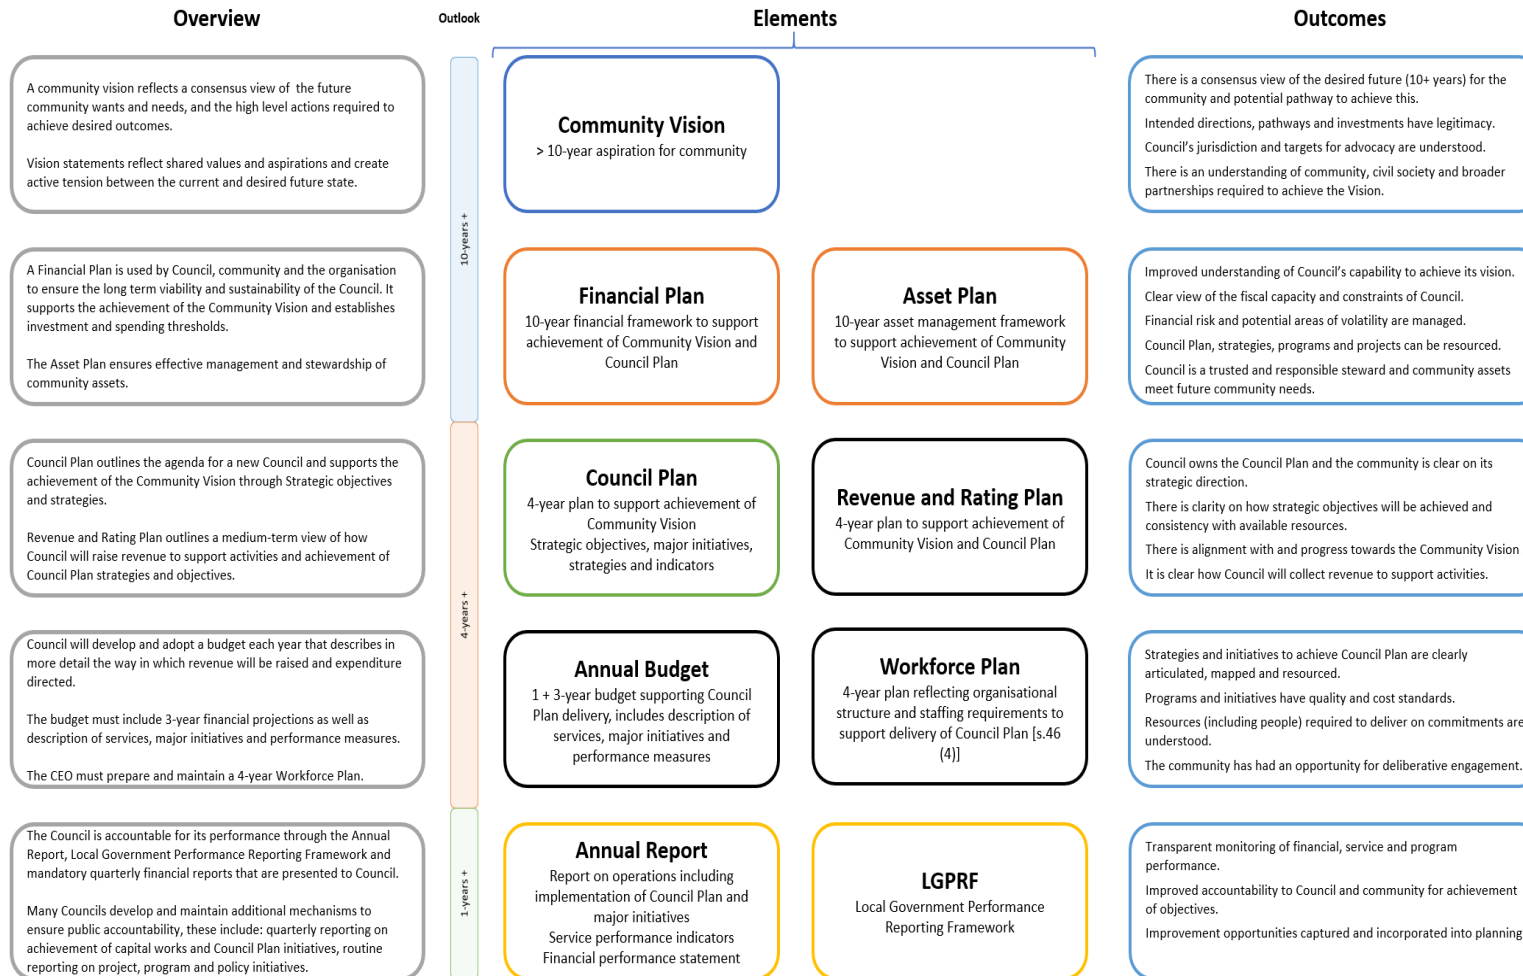 Overview
Outlook
Elements
Outcomes
A community vision reflects a consensus view of the future
community wants and needs, and the high level actions required to
achieve desired outcomes.
Vision statements reflect shared values and aspirations and create
active tension between the current and desired future state.
10-years +
Community Vision
> 10-year aspiration for community
There is a consensus view of the desired future (10+ years) for the
community and potential pathway to achieve this.
Intended directions, pathways and investments have legitimacy.
Council's jurisdiction and targets for advocacy are understood.
There is an understanding of community, civil society and broader
partnerships required to achieve the Vision.
A Financial Plan is used by Council, community and the organisation
to ensure the long term viability and sustainability of the Council. It
supports the achievement of the Community Vision and establishes
investment and spending thresholds.
The Asset Plan ensures effective management and stewardship of
community assets.
Financial Plan
10-year financial framework to support
achievement of Community Vision and
Council Plan
Asset Plan
10-year asset management framework
to support achievement of Community
Vision and Council Plan
Improved understanding of Council's capability to achieve its vision.
Clear view of the fiscal capacity and constraints of Council.
Financial risk and potential areas of volatility are managed.
Council Plan, strategies, programs and projects can be resourced.
Council is a trusted and responsible steward and community assets
meet future community needs.
Council Plan outlines the agenda for a new Council and supports the
achievement of the Community Vision through Strategic objectives
and strategies.
Revenue and Rating Plan outlines a medium-term view of how
Council will raise revenue to support activities and achievement of
Council Plan strategies and objectives.
4-years +
Council Plan
4-year plan to support achievement of
Community Vision
Strategic objectives, major initiatives,
strategies and indicators
Revenue and Rating Plan
4-year plan to support achievement of
Community Vision and Council Plan
Council owns the Council Plan and the community is clear on its
strategic direction.
There is clarity on how strategic objectives will be achieved and
consistency with available resources.
There is alignment with and progress towards the Community Vision
It is clear how Council will collect revenue to support activities.
Council will develop and adopt a budget each year that describes in
more detail the way in which revenue will be raised and expenditure
directed.
The budget must include 3-year financial projections as well as
description of services, major initiatives and performance measures.
The CEO must prepare and maintain a 4-year Workforce Plan.
Annual Budget
1 + 3-year budget supporting Council
Plan delivery, includes description of
services, major initiatives and
performance measures
Workforce Plan
4-year plan reflecting organisational
structure and staffing requirements to
support delivery of Council Plan [s.46
(4)]
Strategies and initiatives to achieve Council Plan are clearly
articulated, mapped and resourced.
Programs and initiatives have quality and cost standards.
Resources (including people) required to deliver on commitments are
understood.
The community has had an opportunity for deliberative engagement.
The Council is accountable for its performance through the Annual
Report, Local Government Performance Reporting Framework and
mandatory quarterly financial reports that are presented to Council.
Many Councils develop and maintain additional mechanisms to
ensure public accountability, these include: quarterly reporting on
achievement of capital works and Council Plan initiatives, routine
reporting on project, program and policy initiatives.
1-years +
Annual Report
Report on operations including
implementation of Council Plan and
major initiatives
Service performance indicators
Financial performance statement
LGPRF
Local Government Performance
Reporting Framework
Transparent monitoring of financial, service and program
performance.
Improved accountability to Council and community for achievement
of objectives.
Improvement opportunities captured and incorporated into planning